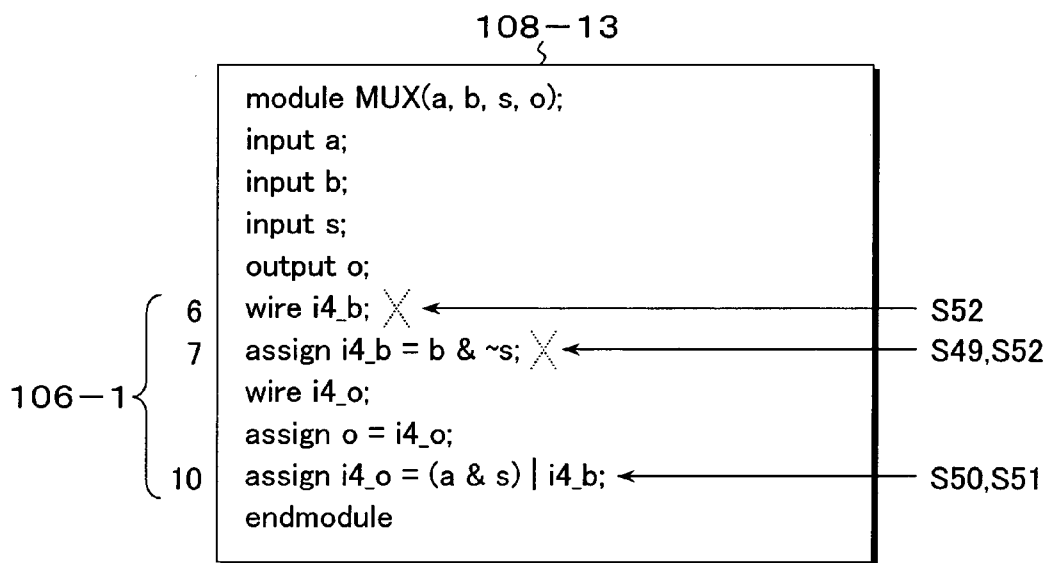 108-13
module MUX(a, b, s, o);
input a;
input b;
input s;
output o;
6 wire i4_b; S52
7 assign i4_b = b & ~s; S49,S52
106-1
wire i4_o;
assign o = i4_o;
10 assign i4_o = (a & s) | i4_b; S50,S51
endmodule